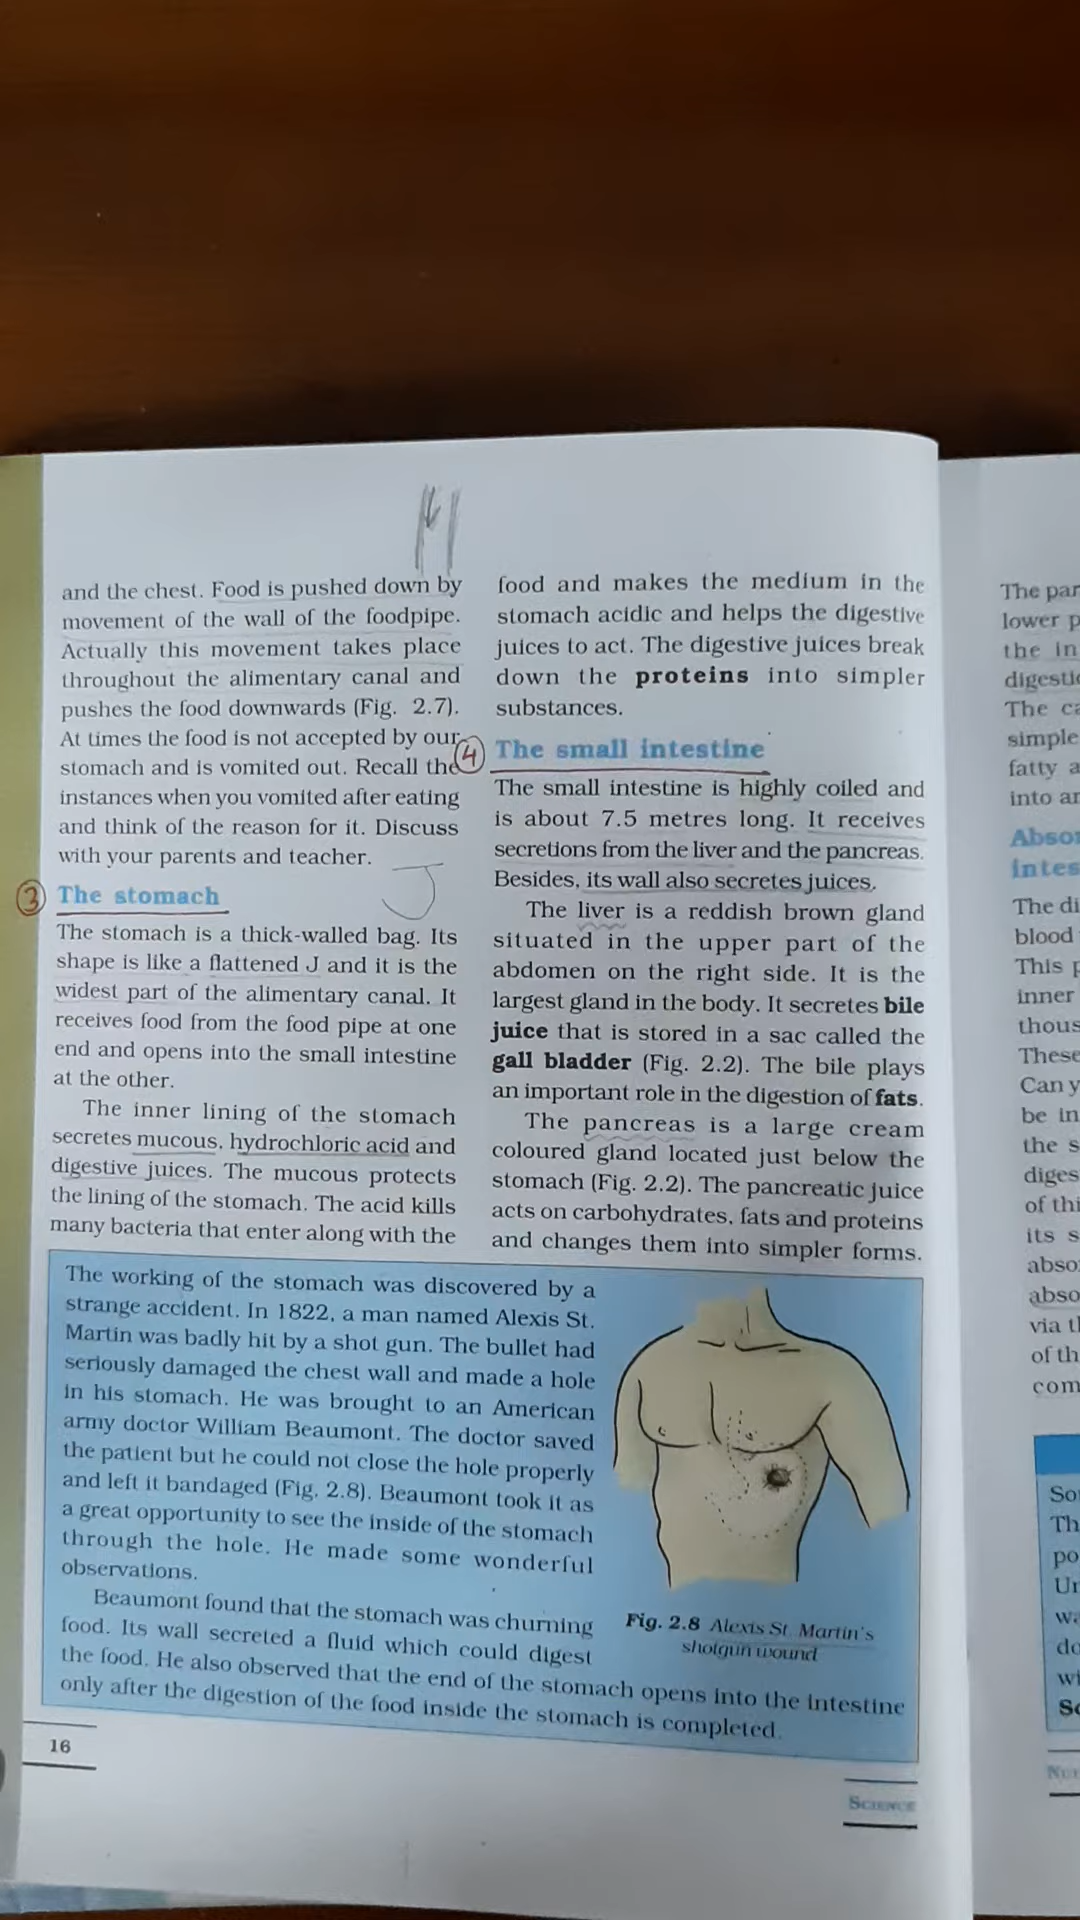 and the chest. Food is pushed down by
movement of the wall of the foodpipe.
Actually this movement takes place
throughout the alimentary canal and
pushes the food downwards (Fig. 2.7).
At times the food is not accepted by our
stomach and is vomited out. Recall the
instances when you vomited after eating
and think of the reason for it. Discuss
with your parents and teacher.
J
3 The stomach
The stomach is a thick-walled bag. Its
shape is like a flattened J and it is the
widest part of the alimentary canal. It
receives food from the food pipe at one
end and opens into the small intestine
at the other.
The inner lining of the stomach
secretes mucous, hydrochloric acid and
digestive juices. The mucous protects
the lining of the stomach. The acid kills
many bacteria that enter along with the
food and makes the medium in the
stomach acidic and helps the digestive
juices to act. The digestive juices break
down the proteins into simpler
substances.
4 The small intestine
The small intestine is highly coiled and
is about 7.5 metres long. It receives
secretions from the liver and the pancreas.
Besides, its wall also secretes juices.
The liver is a reddish brown gland
situated in the upper part of the
abdomen on the right side. It is the
largest gland in the body. It secretes bile
juice that is stored in a sac called the
gall bladder (Fig. 2.2). The bile plays
an important role in the digestion of fats.
The pancreas is a large cream
coloured gland located just below the
stomach (Fig. 2.2). The pancreatic juice
acts on carbohydrates, fats and proteins
and changes them into simpler forms.
The working of the stomach was discovered by a
strange accident. In 1822, a man named Alexis St.
Martin was badly hit by a shot gun. The bullet had
seriously damaged the chest wall and made a hole
in his stomach. He was brought to an American
army doctor William Beaumont. The doctor saved
the patient but he could not close the hole properly
and left it bandaged (Fig. 2.8). Beaumont took it as
a great opportunity to see the inside of the stomach
through the hole. He made some wonderful
observations.
Beaumont found that the stomach was churning
food. Its wall secreted a fluid which could digest
the food. He also observed that the end of the stomach opens into the intestine
only after the digestion of the food inside the stomach is completed.
Fig. 2.8 Alexis St. Martin's
shotgun wound
16
SCIENCE
The
lower
the in
The
simple
fatty a
into
The
blood
This
inner
These
Can y
be in
the s
of
its s
via
of
Th